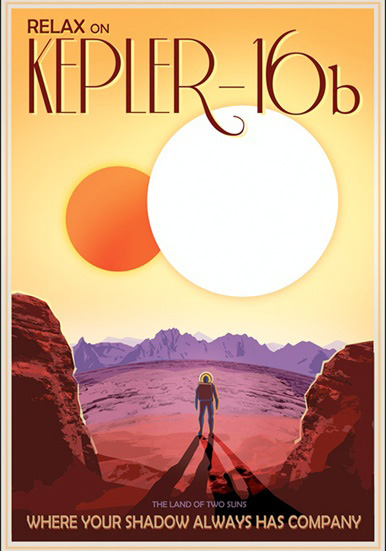 RELAX ON
KEPLER-16b
THE LAND OF TWO SUNS
WHERE YOUR SHADOW ALWAYS HAS COMPANY